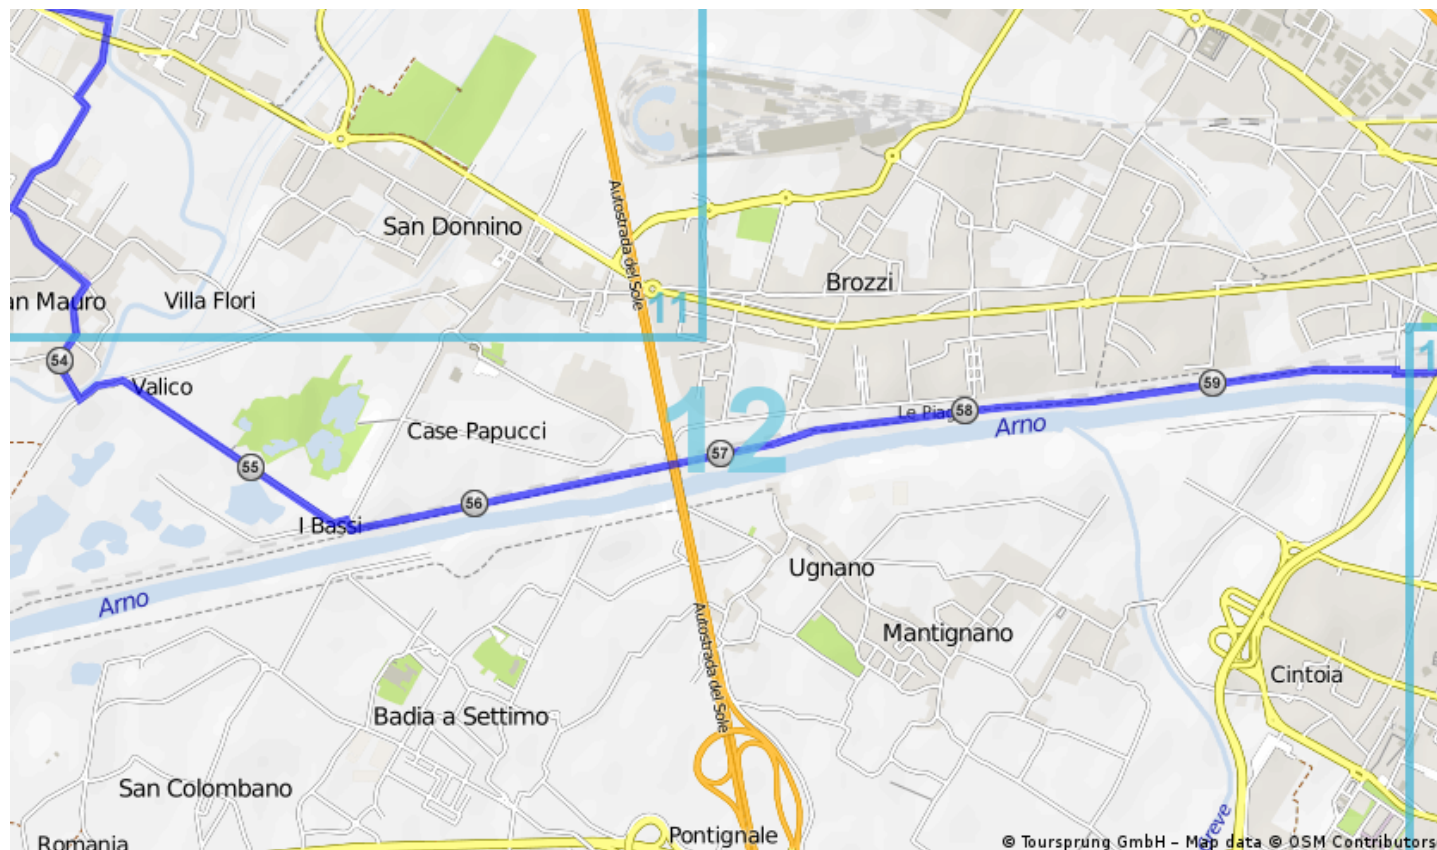 San Donnino
Autostrada del Sole
Brozzi
an Mauro
Villa Flori
11
54
Valico
1
59
12
58
Arno
Case Papucci
57
55
56
I Bassi
Ugnano
Arno
Mantignano
Autostrada del Sole
Cintoia
Badia a Settimo
San Colombano
Pontignale
Romania
reve
© Toursprung GmbH – Map data © OSM Contributors